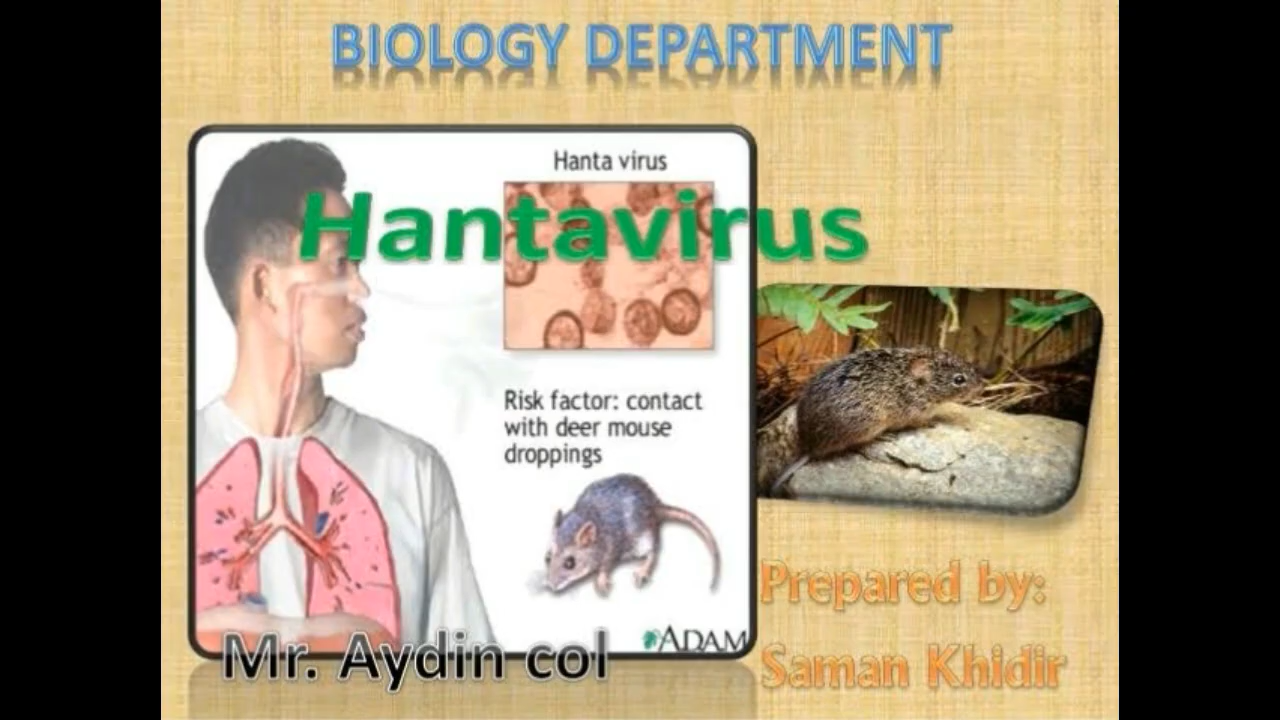 BIOLOGY DEPARTMENT
Hanta virus
Hantavirus
Risk factor: contact
with deer mouse
droppings
ADAM
Prepared by:
Mr. Aydin col
Saman Khidir